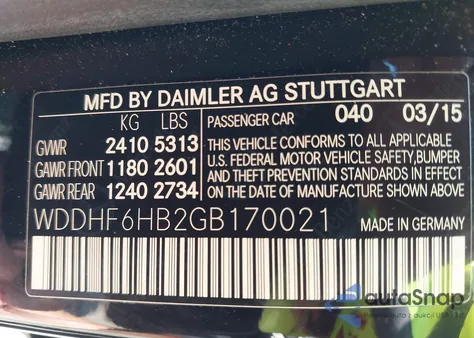 MFD BY DAIMLER AG STUTTGART
KG LBS PASSENGER CAR 040 03/15
GVWR 2410 5313 THIS VEHICLE CONFORMS TO ALL APPLICABLE
GAWR FRONT 1180 2601 U.S. FEDERAL MOTOR VEHICLE SAFETY,BUMPER
GAWR REAR 1240 2734 AND THEFT PREVENTION STANDARDS IN EFFECT
ON THE DATE OF MANUFACTURE SHOWN ABOVE
WDDHF6HB2GB170021 MADE IN GERMANY
autoSnap